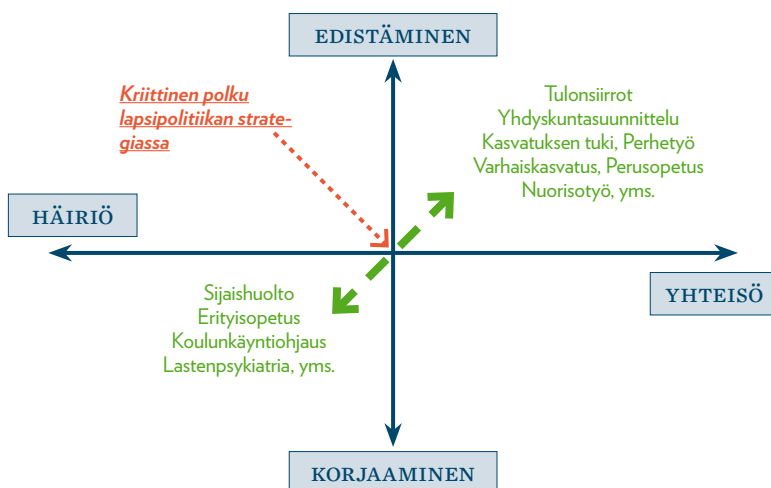 EDISTÄMINEN
Kriittinen polku
lapsipolitiikan strate-
giassa
Tulonsiirrot
Yhdyskuntasuunnittelu
Kasvatuksen tuki, Perhetyö
Varhaiskasvatus, Perusopetus
Nuorisotyö, yms.
HÄIRIÖ
YHTEISÖ
Sijaishuolto
Erityisopetus
Koulunkäyntiohjaus
Lastenpsykiatria, yms.
KORJAAMINEN